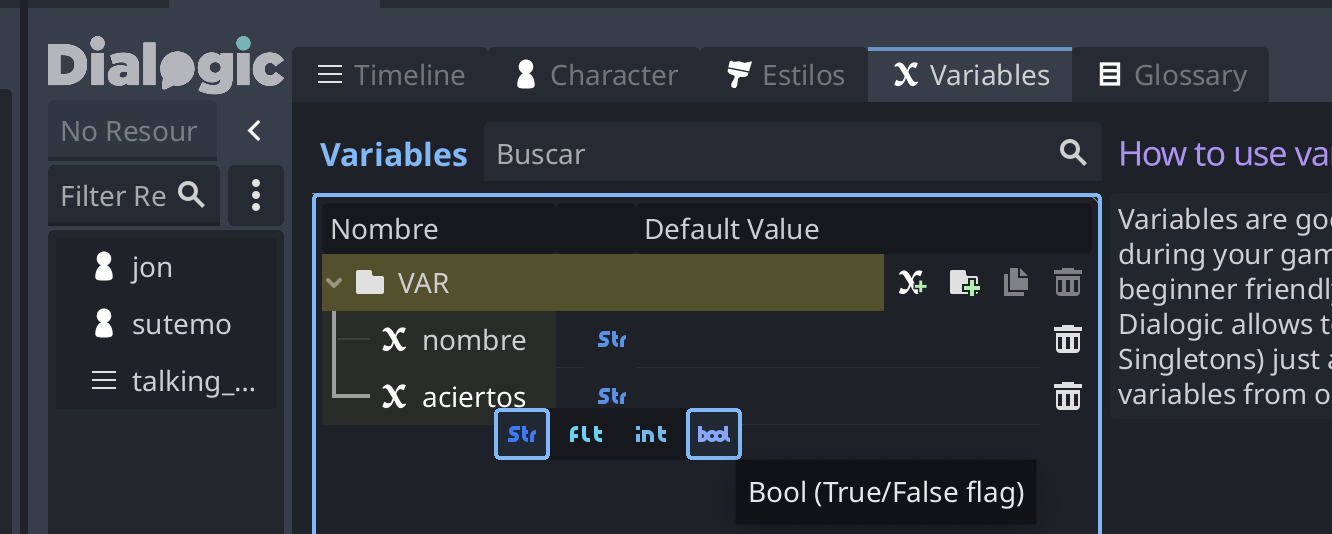 Dialogic
Timeline
Character
Estilos
Variables
Glossary
No Resour
Filter Re
jon
sutemo
talking_...
Variables
Buscar
Nombre
Default Value
VAR
nombre
Str
aciertos
Str
Str
flt
int
bool
Bool (True/False flag)
How to use va
Variables are go
during your gam
beginner friendl
Dialogic allows t
Singletons) just a
variables from o